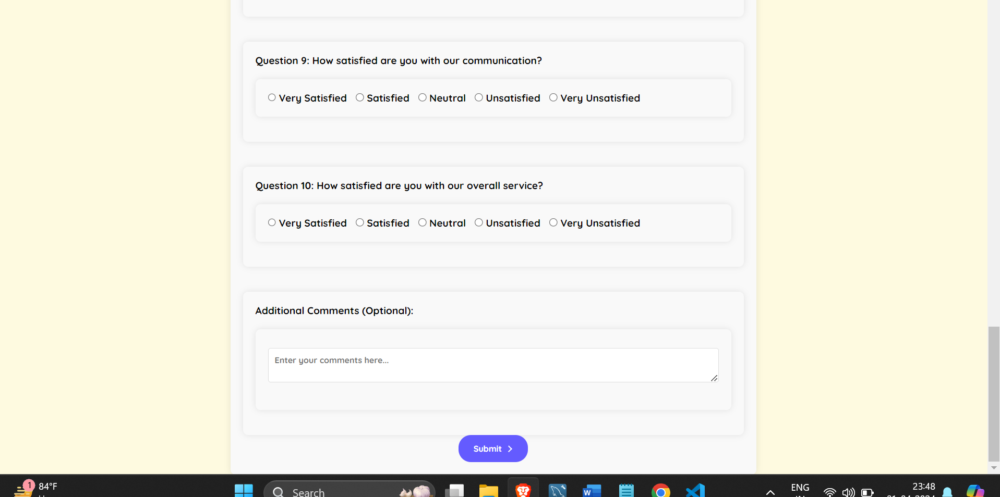 Question 9: How satisfied are you with our communication?
Very Satisfied Satisfied Neutral Unsatisfied Very Unsatisfied
Question 10: How satisfied are you with our overall service?
Very Satisfied Satisfied Neutral Unsatisfied Very Unsatisfied
Additional Comments (Optional):
Enter your comments here...
Submit
1 84°F
Search
W
ENG
23:48